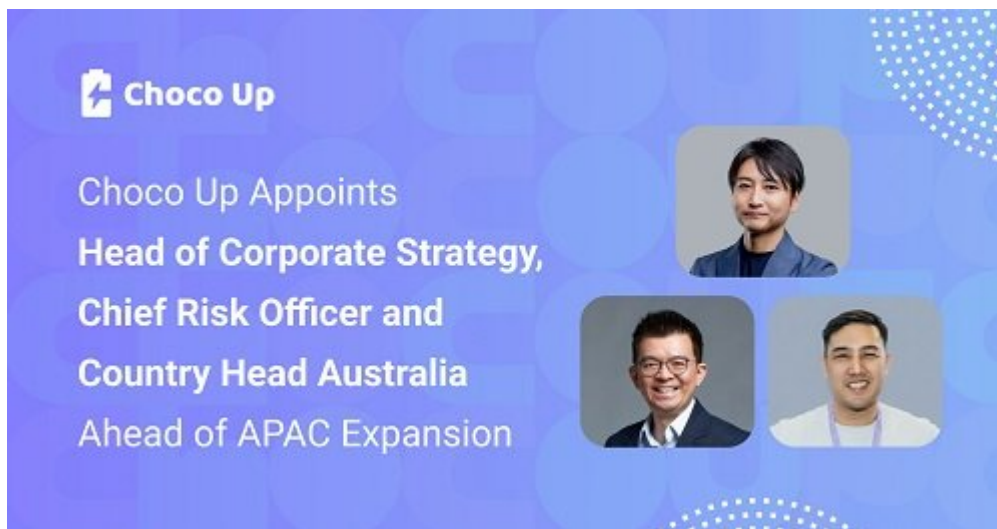 Choco Up
Choco Up Appoints
Head of Corporate Strategy,
Chief Risk Officer and
Country Head Australia
Ahead of APAC Expansion